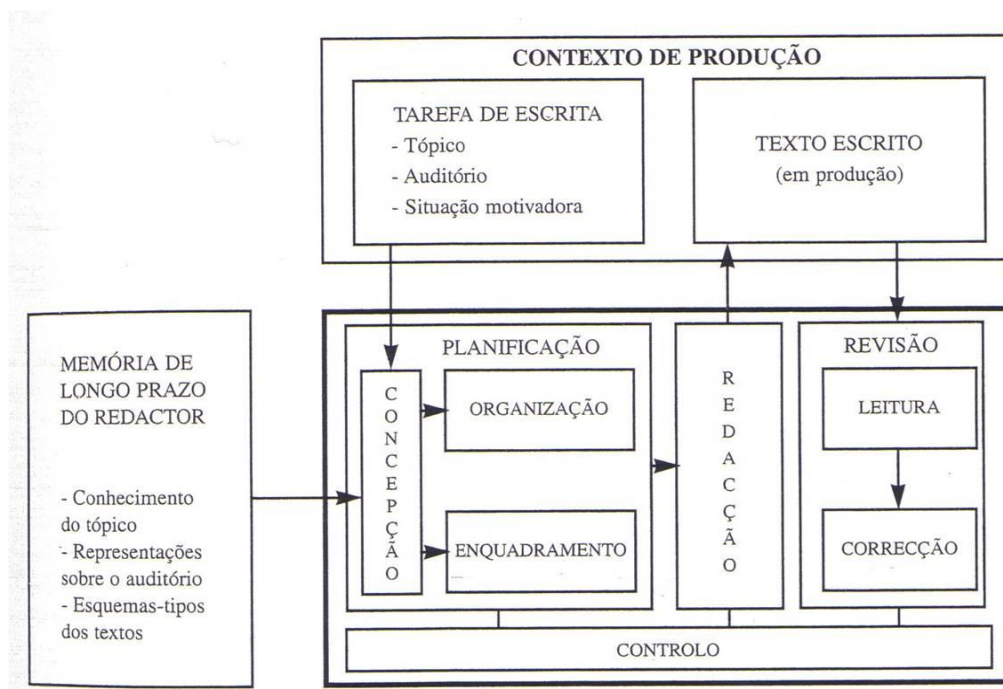 CONTEXTO DE PRODUÇÃO
TAREFA DE ESCRITA
- Tópico
- Auditório
- Situação motivadora
TEXTO ESCRITO
(em produção)
MEMÓRIA DE
LONGO PRAZO
DO REDACTOR
- Conhecimento
do tópico
- Representações
sobre o auditório
- Esquemas-tipos
dos textos
PLANIFICAÇÃO
CONCEPÇÃO
ORGANIZAÇÃO
ENQUADRAMENTO
REDACÇÃO
REVISÃO
LEITURA
CORRECÇÃO
CONTROLO